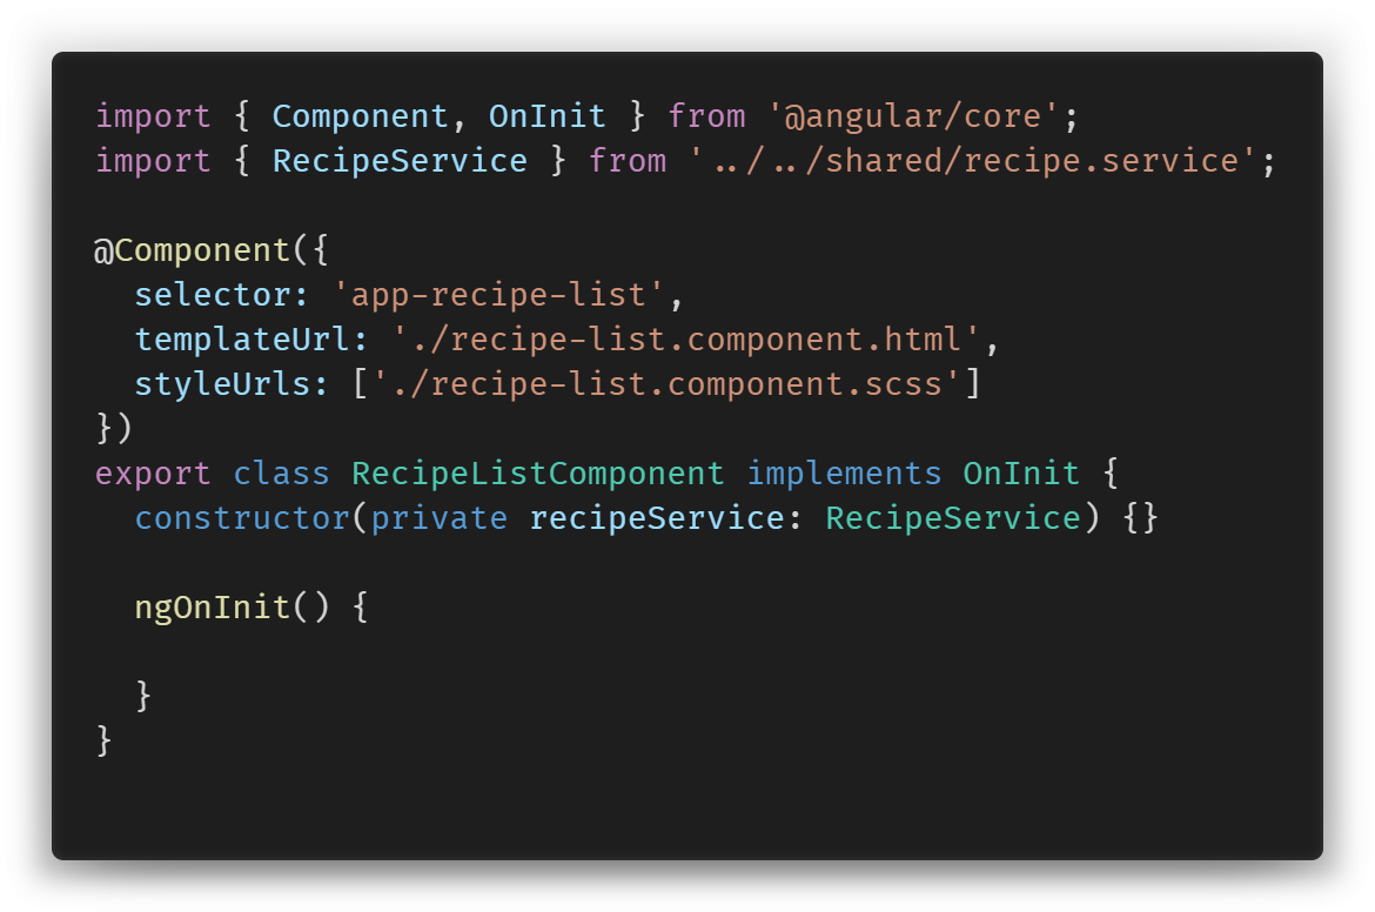 import { Component, OnInit } from '@angular/core';
import { RecipeService } from '../../shared/recipe.service';

@Component({
  selector: 'app-recipe-list',
  templateUrl: './recipe-list.component.html',
  styleUrls: ['./recipe-list.component.scss']
})
export class RecipeListComponent implements OnInit {
  constructor(private recipeService: RecipeService) {}

  ngOnInit() {

  }
}